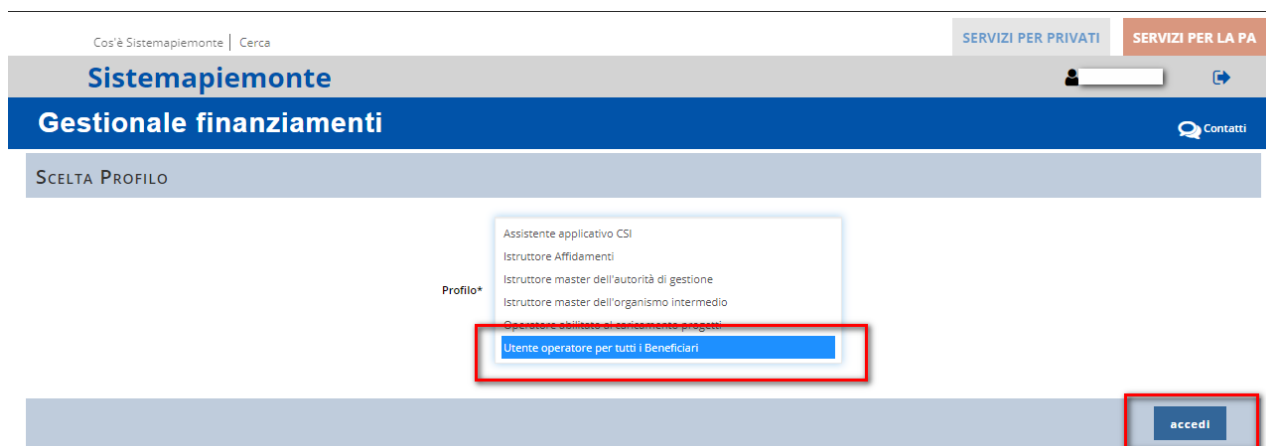 Cos'è Sistemapiemonte | Cerca
SERVIZI PER PRIVATI
SERVIZI PER LA PA
Sistemapiemonte
Gestionale finanziamenti
Contatti
SCELTA PROFILO
Profilo*
Assistente applicativo CSI
Istruttore Affidamenti
Istruttore master dell'autorità di gestione
Istruttore master dell'organismo intermedio
Operatore abilitato al caricamento progetti
Utente operatore per tutti i Beneficiari
accedi